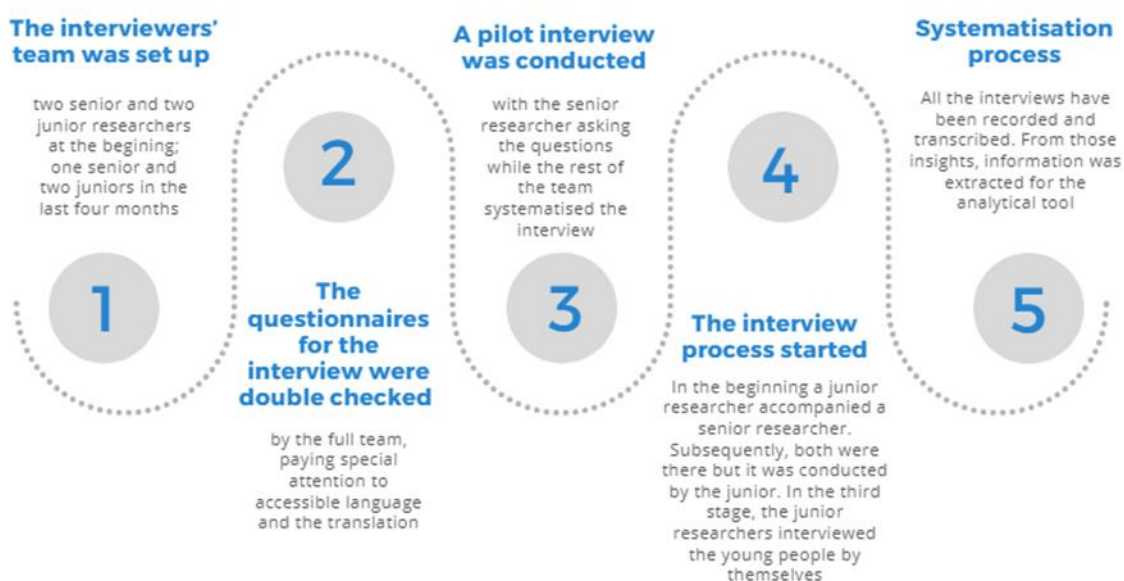 The interviewers'
team was set up
two senior and two
junior researchers
at the begining;
one senior and
two juniors in the
last four months
1
2
The
questionnaires
for the
interview were
double checked
by the full team,
paying special
attention to
accessible language
and the translation
A pilot interview
was conducted
with the senior
researcher asking
the questions
while the rest of
the team
systematised the
interview
3
4
The interview
process started
In the beginning a junior
researcher accompanied a
senior researcher.
Subsequently, both were
there but it was conducted
by the junior. In the third
stage, the junior
researchers interviewed
the young people by
themselves
Systematisation
process
All the interviews have
been recorded and
transcribed. From those
insights, information was
extracted for the
analytical tool
5